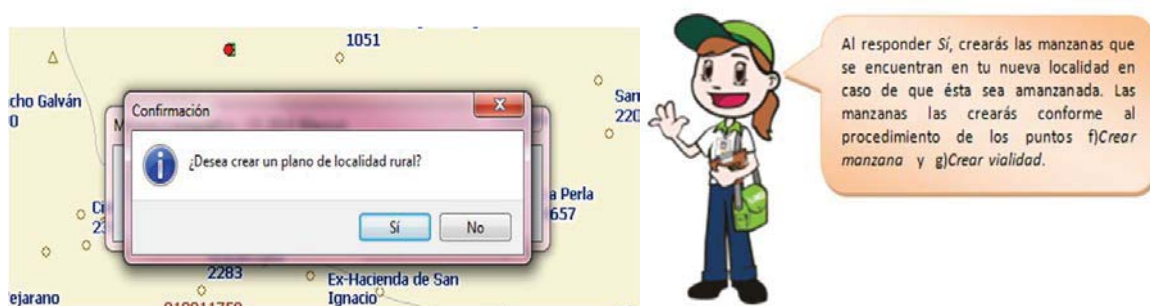 1051
cho Galván
0
San
220
Confirmación
¿Desea crear un plano de localidad rural?
Sí
No
a Perla
657
Ci
23
2283
Ex-Hacienda de San
Ignacio
ejarano
Al responder Sí, crearás las manzanas que
se encuentran en tu nueva localidad en
caso de que ésta sea amanzanada. Las
manzanas las crearás conforme al
procedimiento de los puntos f)Crear
manzana y g)Crear vialidad.